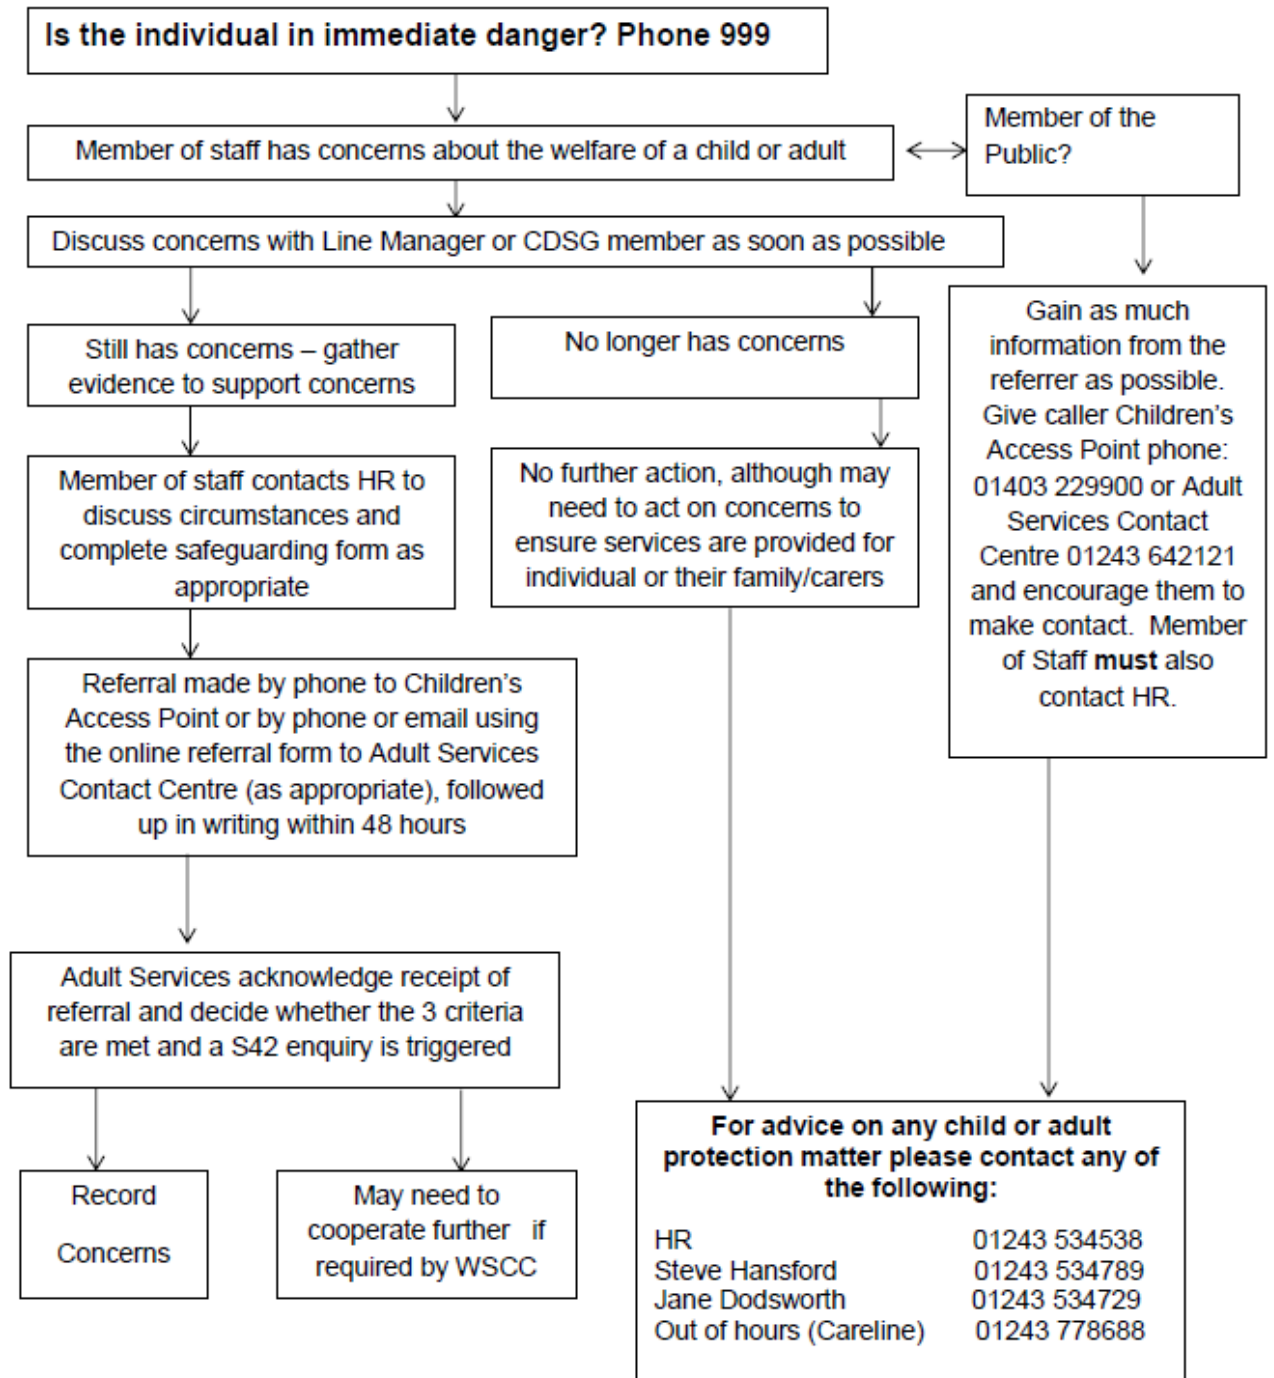 Is the individual in immediate danger? Phone 999
Member of staff has concerns about the welfare of a child or adult
Member of the
Public?
Discuss concerns with Line Manager or CDSG member as soon as possible
Still has concerns – gather
evidence to support concerns
No longer has concerns
Gain as much
information from the
referrer as possible.
Give caller Children's
Access Point phone:
01403 229900 or Adult
Services Contact
Centre 01243 642121
and encourage them to
make contact.  Member
of Staff must also
contact HR.
Member of staff contacts HR to
discuss circumstances and
complete safeguarding form as
appropriate
No further action, although may
need to act on concerns to
ensure services are provided for
individual or their family/carers
Referral made by phone to Children's
Access Point or by phone or email using
the online referral form to Adult Services
Contact Centre (as appropriate), followed
up in writing within 48 hours
Adult Services acknowledge receipt of
referral and decide whether the 3 criteria
are met and a S42 enquiry is triggered
Record
Concerns
May need to
cooperate further   if
required by WSCC
For advice on any child or adult
protection matter please contact any of
the following:
HR 01243 534538
Steve Hansford 01243 534789
Jane Dodsworth 01243 534729
Out of hours (Careline) 01243 778688